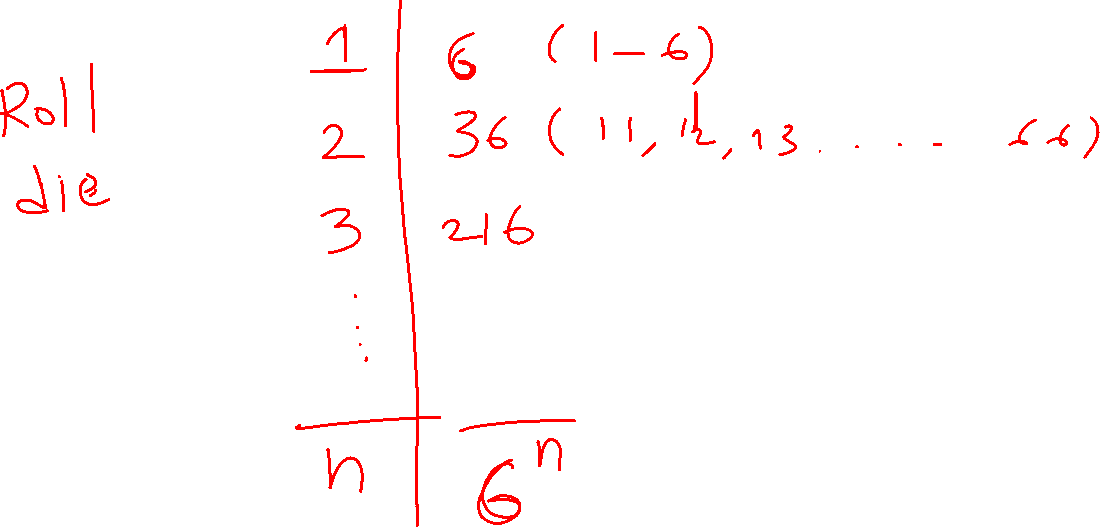 Roll
die
1 6 (1-6)
2 36 (11, 12, 13. .... 66)
3 216
n 6^n